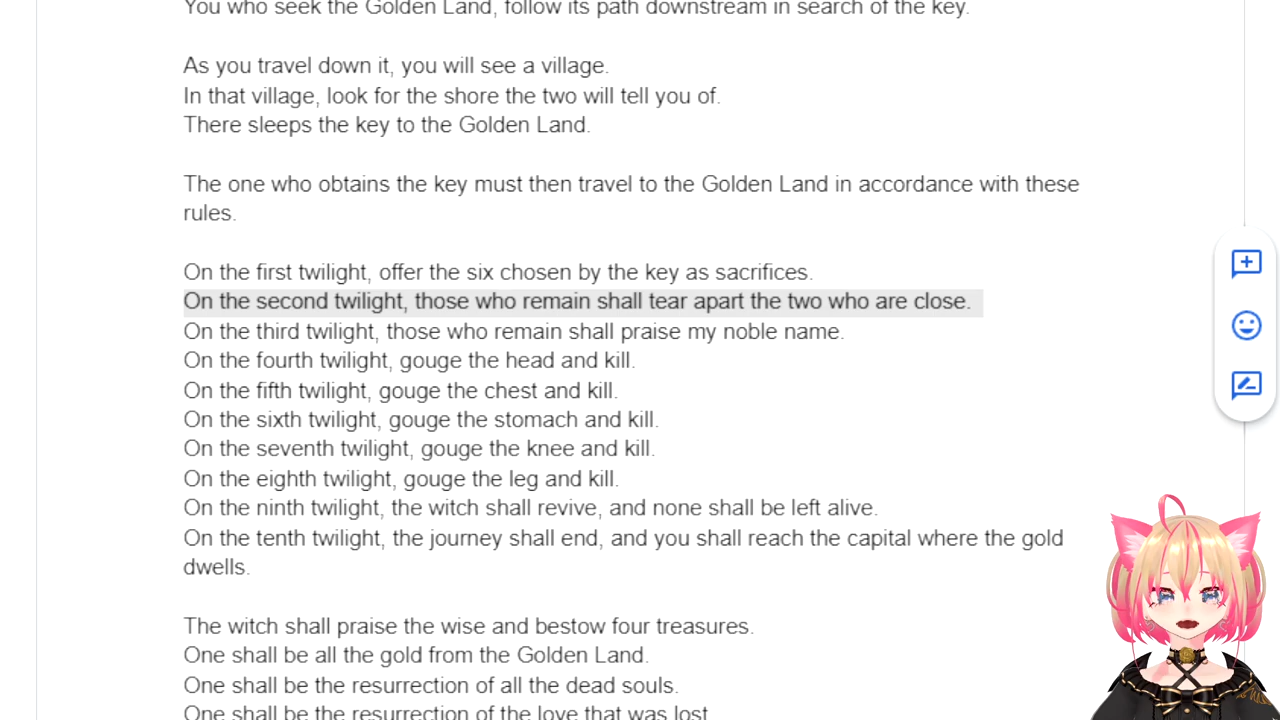 You who seek the Golden Land, follow its path downstream in search of the key.
As you travel down it, you will see a village.
In that village, look for the shore the two will tell you of.
There sleeps the key to the Golden Land.
The one who obtains the key must then travel to the Golden Land in accordance with these
rules.
On the first twilight, offer the six chosen by the key as sacrifices.
On the second twilight, those who remain shall tear apart the two who are close.
On the third twilight, those who remain shall praise my noble name.
On the fourth twilight, gouge the head and kill.
On the fifth twilight, gouge the chest and kill.
On the sixth twilight, gouge the stomach and kill.
On the seventh twilight, gouge the knee and kill.
On the eighth twilight, gouge the leg and kill.
On the ninth twilight, the witch shall revive, and none shall be left alive.
On the tenth twilight, the journey shall end, and you shall reach the capital where the gold
dwells.
The witch shall praise the wise and bestow four treasures.
One shall be all the gold from the Golden Land.
One shall be the resurrection of all the dead souls.
One shall be the resurrection of the love that was lost